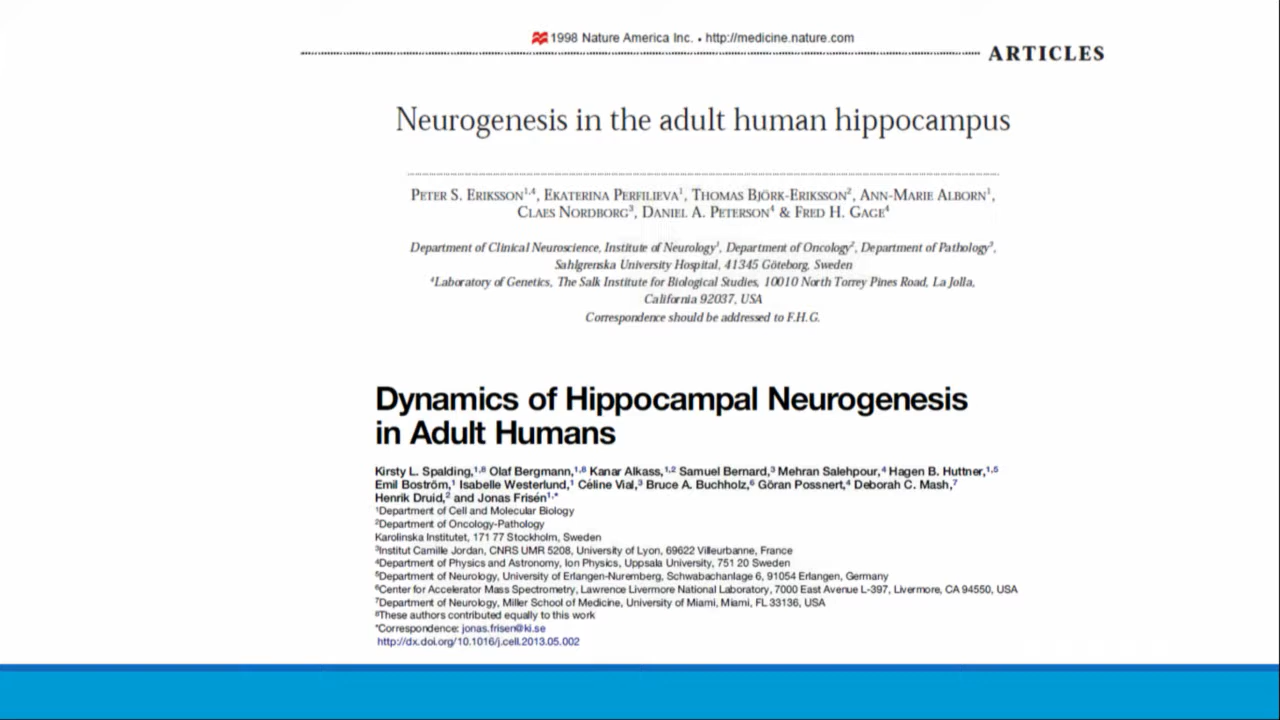 1998 Nature America Inc. • http://medicine.nature.com
ARTICLES
Neurogenesis in the adult human hippocampus
PETER S. ERIKSSON1,4, EKATERINA PERFILIEVA1, THOMAS BJÖRK-ERIKSSON2, ANN-MARIE ALBORN1,
CLAES NORDBORG3, DANIEL A. PETERSON4 & FRED H. GAGE4
Department of Clinical Neuroscience, Institute of Neurology1, Department of Oncology2, Department of Pathology3,
Sahlgrenska University Hospital, 41345 Göteborg, Sweden
4Laboratory of Genetics, The Salk Institute for Biological Studies, 10010 North Torrey Pines Road, La Jolla,
California 92037, USA
Correspondence should be addressed to F.H.G.
Dynamics of Hippocampal Neurogenesis
in Adult Humans
Kirsty L. Spalding,1,8 Olaf Bergmann,1,8 Kanar Alkass,1,2 Samuel Bernard,3 Mehran Salehpour,4 Hagen B. Huttner,1,5
Emil Boström,1 Isabelle Westerlund,1 Céline Vial,3 Bruce A. Buchholz,6 Göran Possnert,4 Deborah C. Mash,7
Henrik Druid,2 and Jonas Frisén1,*
1Department of Cell and Molecular Biology
2Department of Oncology-Pathology
Karolinska Institutet, 171 77 Stockholm, Sweden
3Institut Camille Jordan, CNRS UMR 5208, University of Lyon, 69622 Villeurbanne, France
4Department of Physics and Astronomy, Ion Physics, Uppsala University, 751 20 Sweden
5Department of Neurology, University of Erlangen-Nuremberg, Schwabachanlage 6, 91054 Erlangen, Germany
6Center for Accelerator Mass Spectrometry, Lawrence Livermore National Laboratory, 7000 East Avenue L-397, Livermore, CA 94550, USA
7Department of Neurology, Miller School of Medicine, University of Miami, Miami, FL 33136, USA
8These authors contributed equally to this work
*Correspondence: jonas.frisen@ki.se
http://dx.doi.org/10.1016/j.cell.2013.05.002